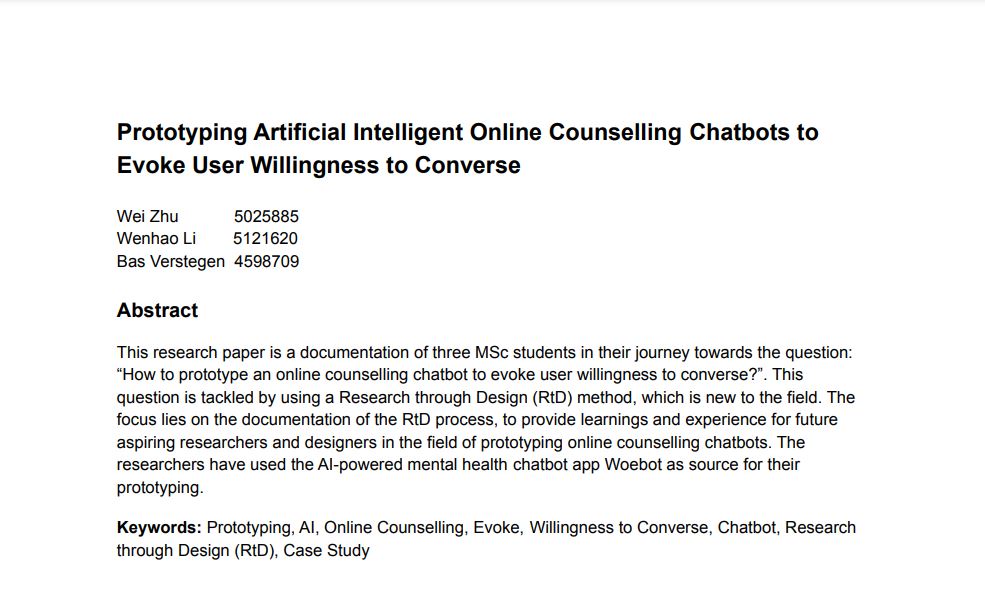 Prototyping Artificial Intelligent Online Counselling Chatbots to
Evoke User Willingness to Converse
Wei Zhu 5025885
Wenhao Li 5121620
Bas Verstegen 4598709
Abstract
This research paper is a documentation of three MSc students in their journey towards the question:
“How to prototype an online counselling chatbot to evoke user willingness to converse?”. This
question is tackled by using a Research through Design (RtD) method, which is new to the field. The
focus lies on the documentation of the RtD process, to provide learnings and experience for future
aspiring researchers and designers in the field of prototyping online counselling chatbots. The
researchers have used the AI-powered mental health chatbot app Woebot as source for their
prototyping.
Keywords: Prototyping, AI, Online Counselling, Evoke, Willingness to Converse, Chatbot, Research
through Design (RtD), Case Study